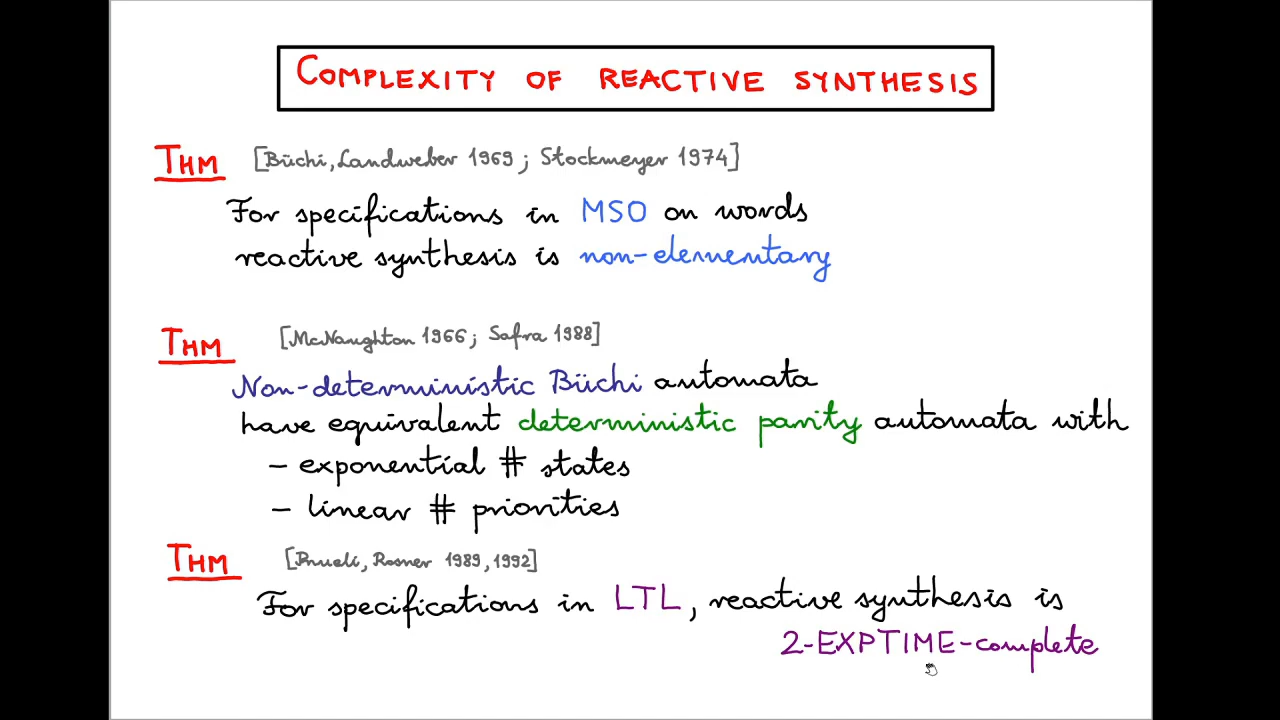 COMPLEXITY OF REACTIVE SYNTHESIS
THM [Büchi, Landweber 1969; Stockmeyer 1974]
For specifications in MSO on words
reactive synthesis is non-elementary
THM [McNaughton 1966; Safra 1988]
Non-deterministic Büchi automata
have equivalent deterministic parity automata with
- exponential # states
- linear # priorities
THM [Pnueli, Rosner 1989, 1992]
For specifications in LTL, reactive synthesis is
2-EXPTIME-complete